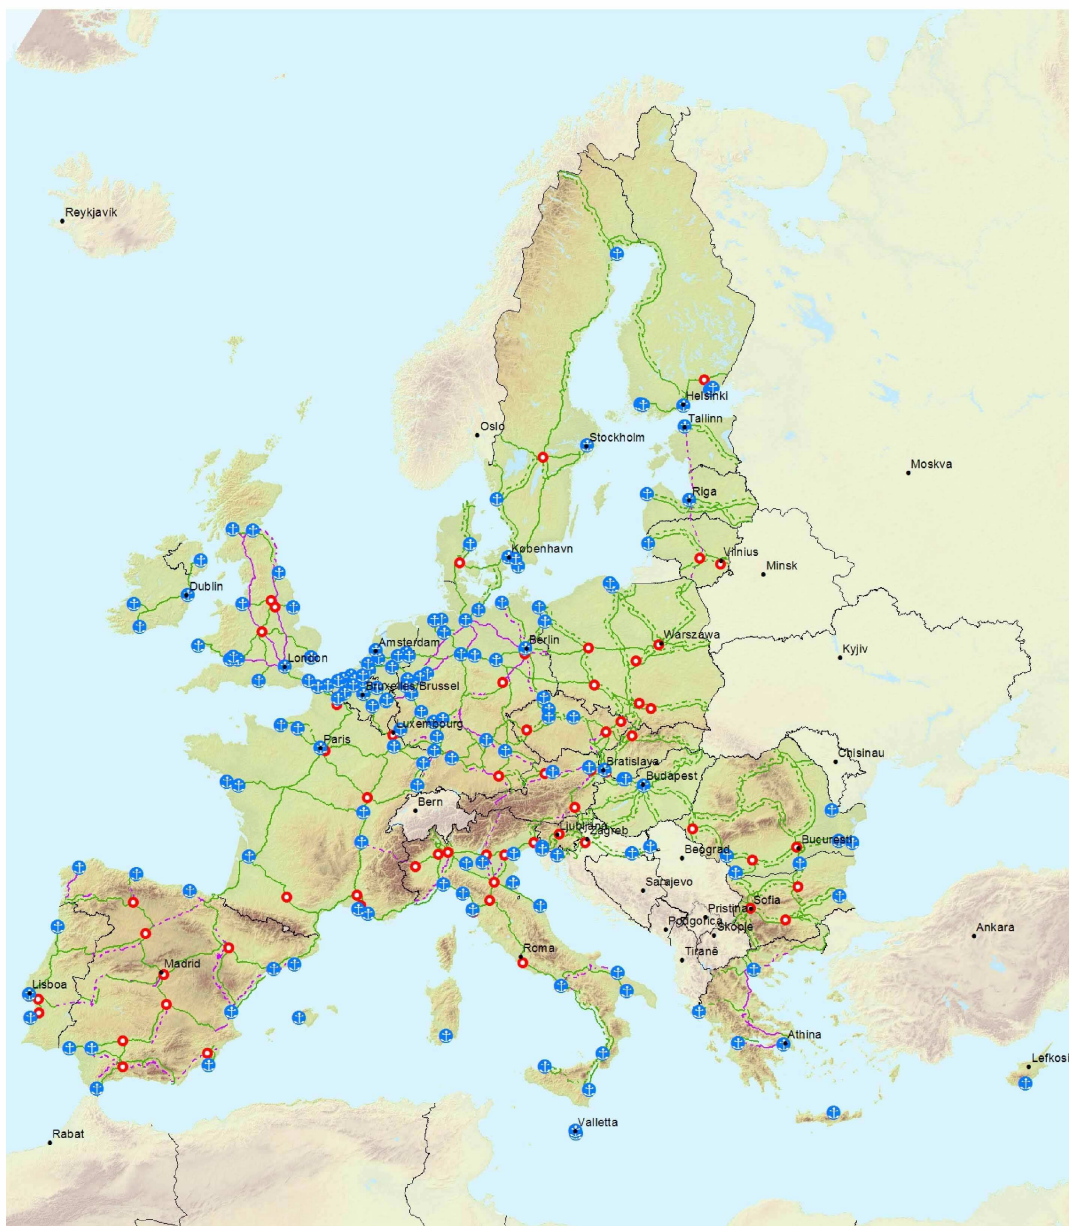 Reykjavík
Oslo
Helsinki
Tallinn
Stockholm
Moskva
Riga
København
Vilnius
Minsk
Dublin
Amsterdam
Berlin
Warszawa
London
Kyjiv
Bruxelles/Brussel
Luxembourg
Paris
Chisinau
Bratislava
Budapest
Bern
Ljubljana
Zagreb
Bucuresti
Beograd
Sarajevo
Sofia
Pristina
Podgorica
Skopje
Ankara
Roma
Tiranë
Madrid
Lisboa
Athina
Lefkosi
Valletta
Rabat